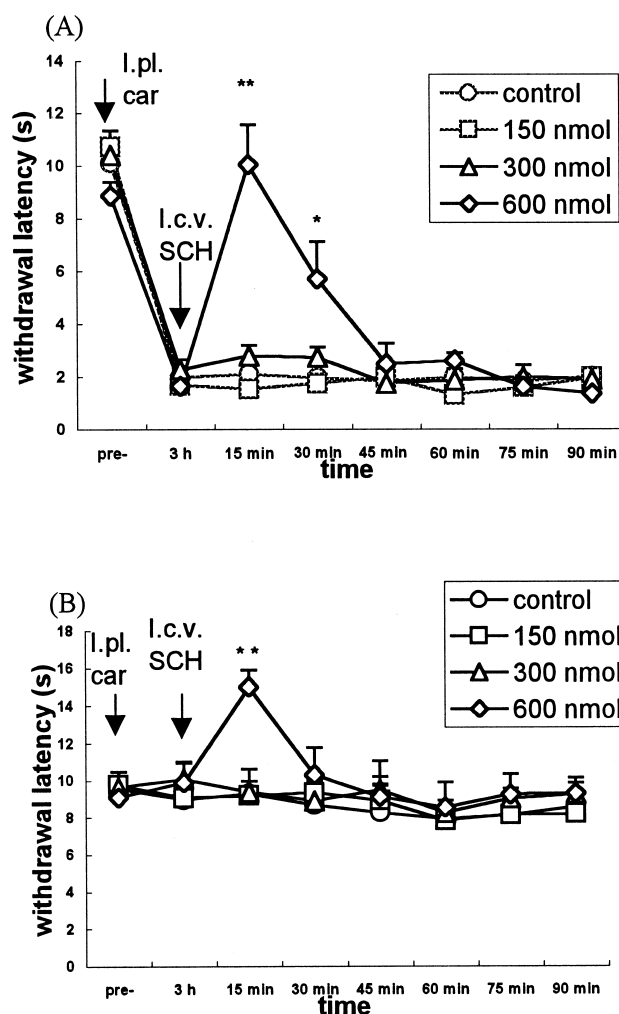 (A)
withdrawal latency (s)
14
12
10
8
6
4
2
0
I.pl.
car
I.c.v.
SCH
**
*
control
150 nmol
300 nmol
600 nmol
pre- 3 h 15 min 30 min 45 min 60 min 75 min 90 min
time
(B)
withdrawal latency (s)
18
16
14
12
10
8
6
4
2
0
I.pl.
car
I.c.v.
SCH
**
control
150 nmol
300 nmol
600 nmol
pre- 3 h 15 min 30 min 45 min 60 min 75 min 90 min
time